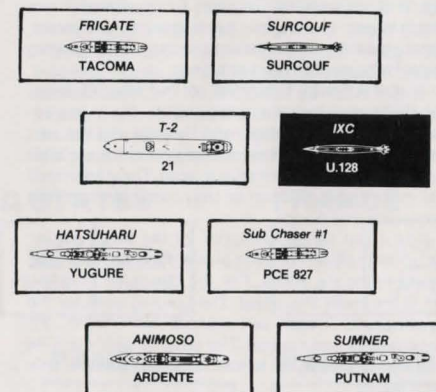 FRIGATE
TACOMA
SURCOUF
SURCOUF
T-2
21
IXC
U.128
HATSUHARU
YUGURE
Sub Chaser #1
PCE 827
ANIMOSO
ARDENTE
SUMNER
PUTNAM